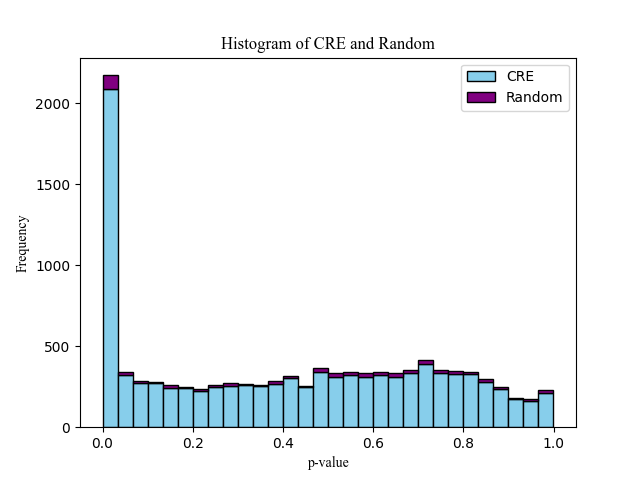 Histogram of CRE and Random
CRE
Random
Frequency
2000
1500
1000
500
0
0.0 0.2 0.4 0.6 0.8 1.0
p-value